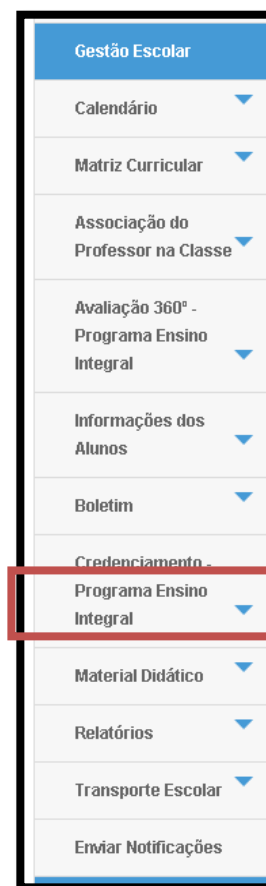 Gestão Escolar
Calendário
Matriz Curricular
Associação do
Professor na Classe
Avaliação 360º -
Programa Ensino
Integral
Informações dos
Alunos
Boletim
Credenciamento -
Programa Ensino
Integral
Material Didático
Relatórios
Transporte Escolar
Enviar Notificações